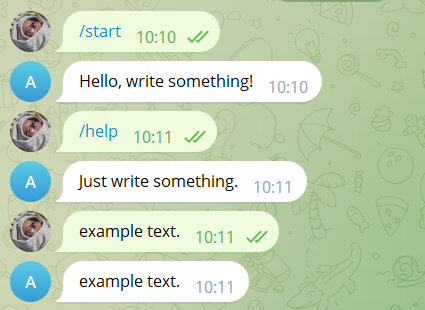 /start 10:10
A Hello, write something! 10:10
/help 10:11
A Just write something. 10:11
example text. 10:11
A example text. 10:11